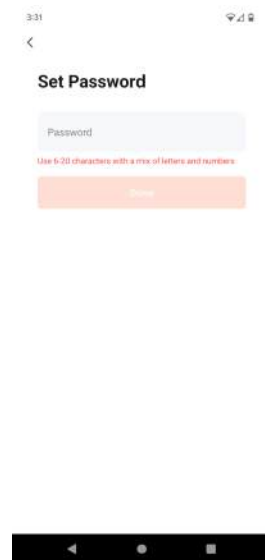 3:31
Set Password
Password
Use 6-20 characters with a mix of letters and numbers
Done